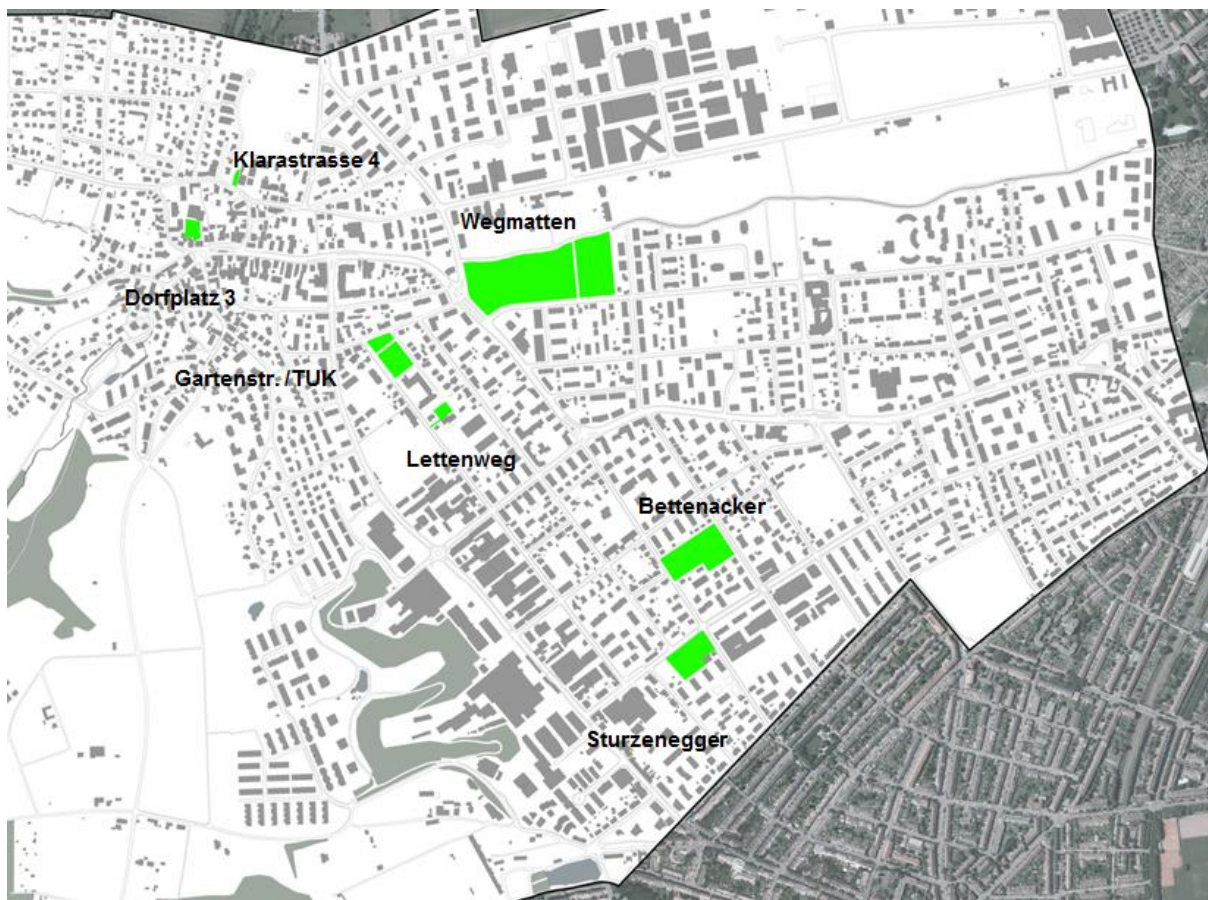 Klarastrasse 4
Wegmatten
Dorfplatz 3
Gartenstr. /TUK
Lettenweg
Bettenacker
Sturzenegger